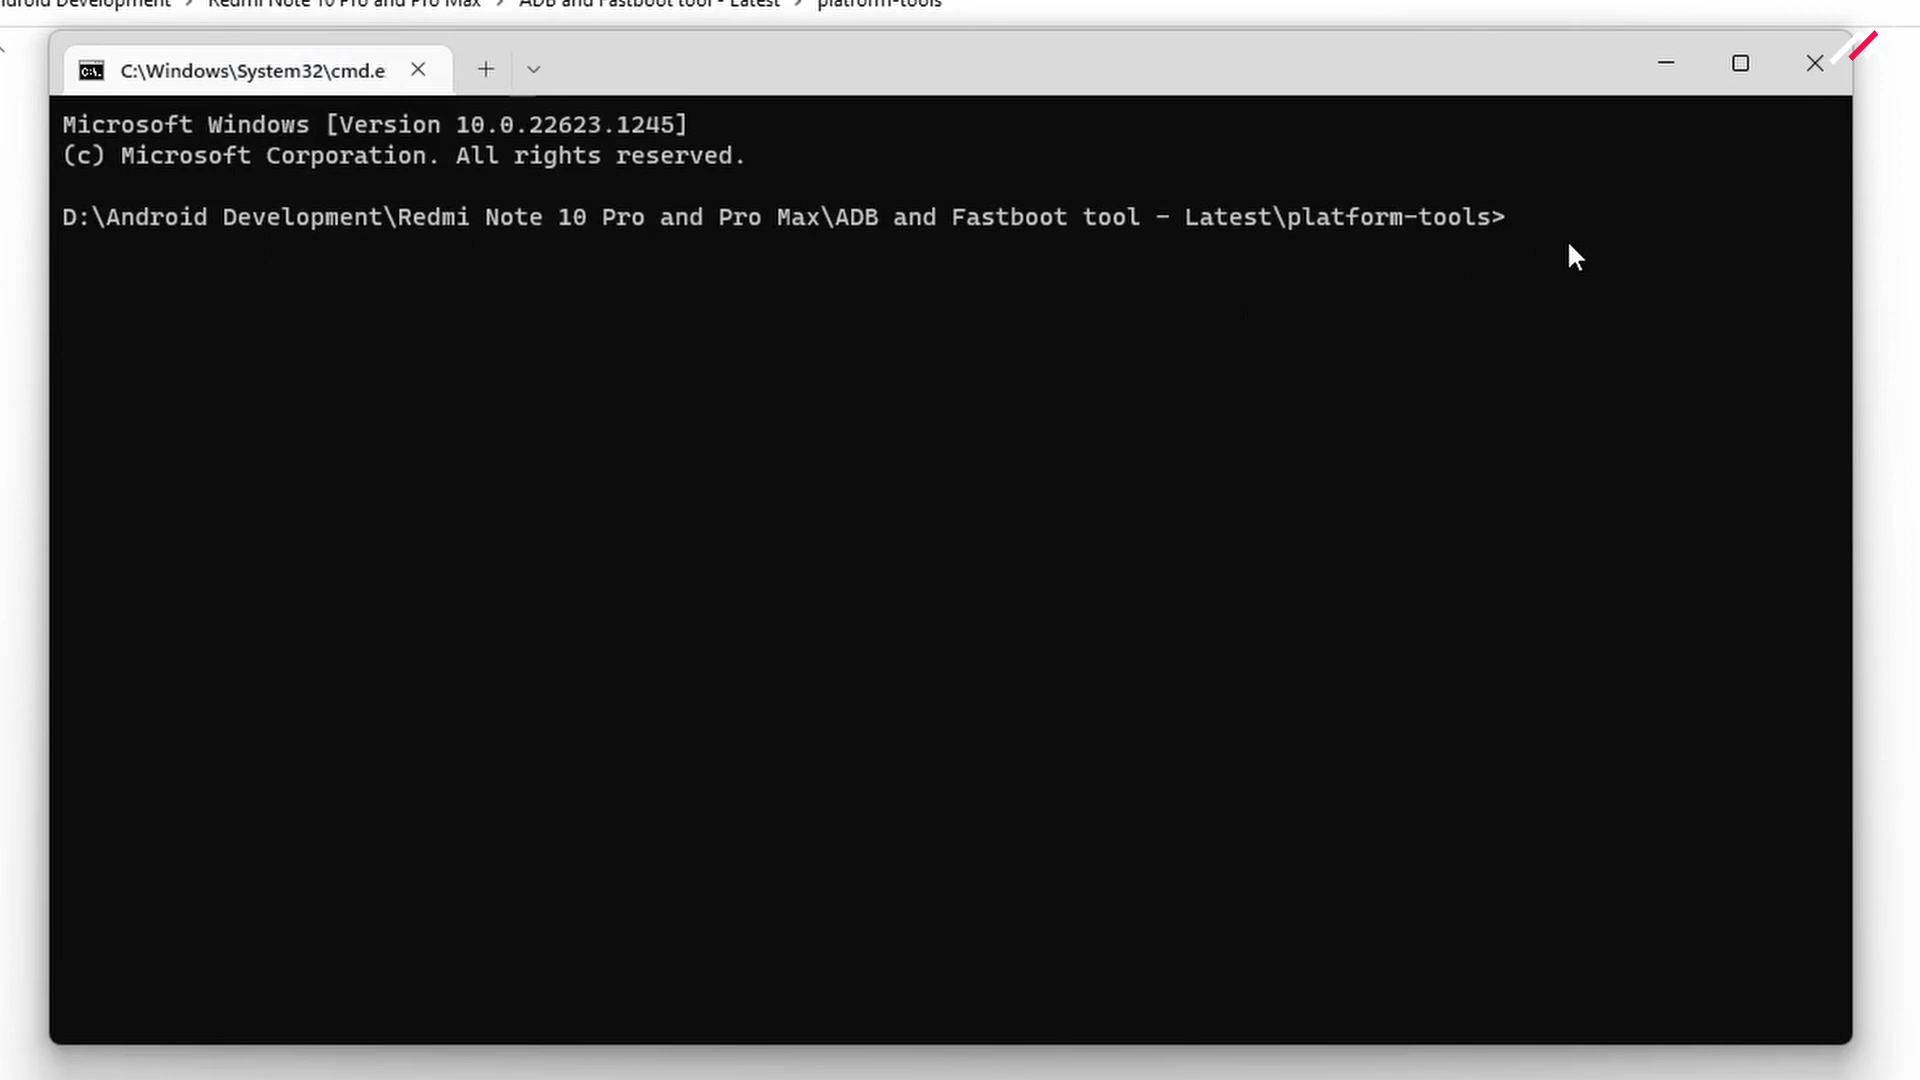 ndroid Development > Redmi Note 10 Pro and Pro Max > ADB and Fastboot tool - Latest > platform-tools
C:\Windows\System32\cmd.e
Microsoft Windows [Version 10.0.22623.1245]
(c) Microsoft Corporation. All rights reserved.
D:\Android Development\Redmi Note 10 Pro and Pro Max\ADB and Fastboot tool - Latest\platform-tools>